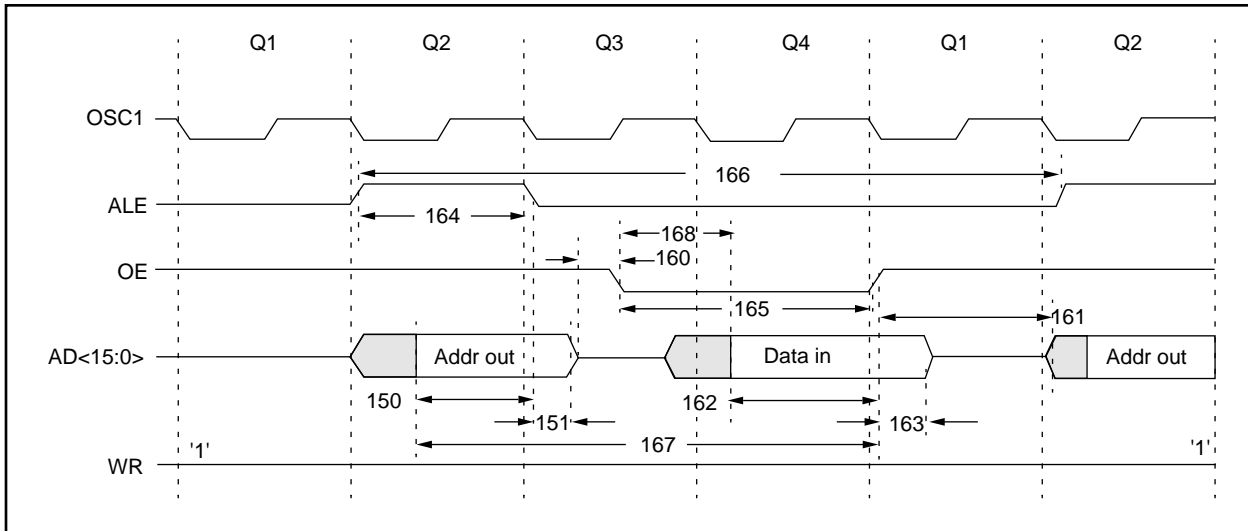 Q1 Q2 Q3 Q4 Q1 Q2
OSC1
166
ALE
164
168
160
OE
165
161
AD<15:0>
Addr out
Data in
Addr out
150
162
151
163
167
'1'
'1'
WR